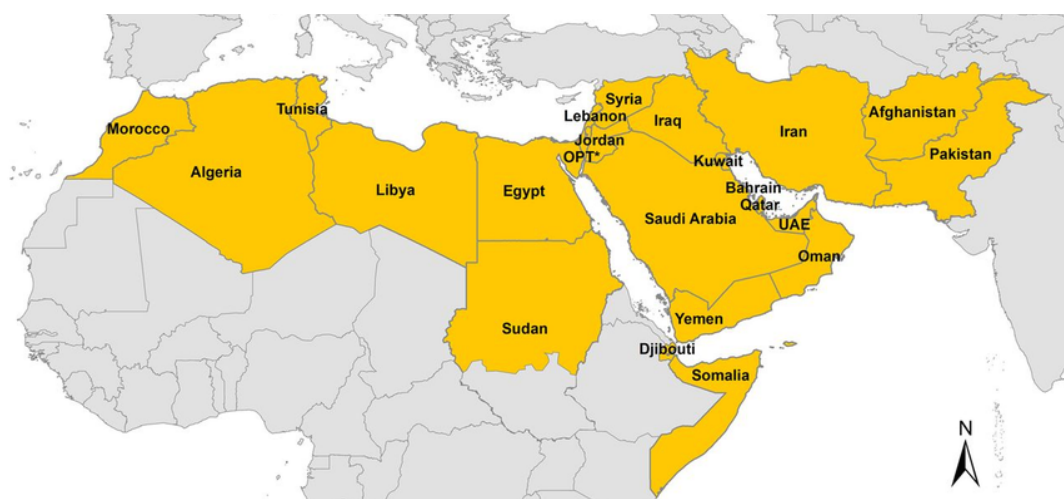 Morocco
Algeria
Tunisia
Libya
Egypt
Sudan
Syria
Lebanon
Jordan
OPT*
Iraq
Kuwait
Bahrain
Qatar
Saudi Arabia
UAE
Oman
Yemen
Djibouti
Somalia
Iran
Afghanistan
Pakistan
N